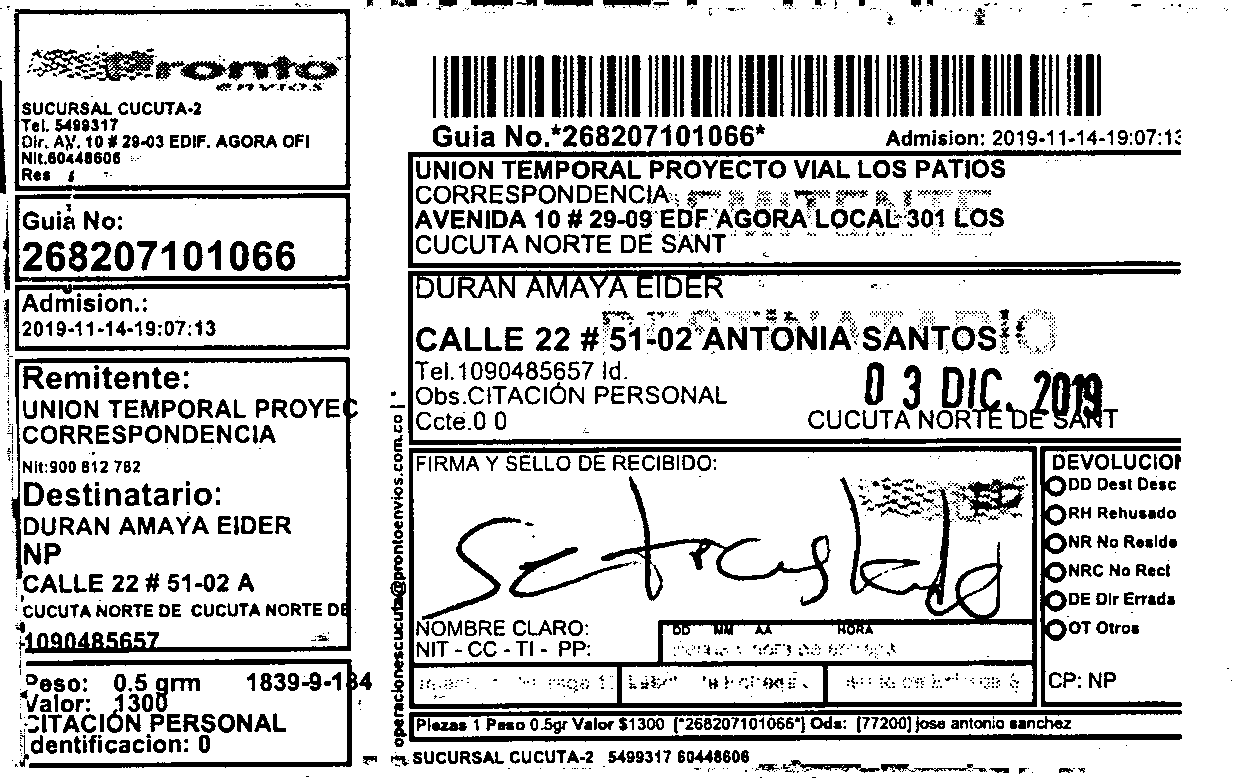 Pronto
envios
SUCURSAL CUCUTA-2
Tel. 5499317
Dir. AV. 10 # 29-03 EDIF. AGORA OFI
Nit.60448606
Res
Guia No:
268207101066
Admision.:
2019-11-14-19:07:13
Remitente:
UNION TEMPORAL PROYEC
CORRESPONDENCIA
Nit:900 812 782
Destinatario:
DURAN AMAYA EIDER
NP
CALLE 22 # 51-02 A
CUCUTA NORTE DE CUCUTA NORTE DE
1090485657
Peso: 0.5 grm 1839-9-184
Valor: 1300
CITACIÓN PERSONAL
dentificacion: 0
Guia No.*268207101066* Admision: 2019-11-14-19:07:13
UNION TEMPORAL PROYECTO VIAL LOS PATIOS
CORRESPONDENCIA
AVENIDA 10 # 29-09 EDF AGORA LOCAL 301 LOS
CUCUTA NORTE DE SANT
DURAN AMAYA EIDER
DESTINATARIO
CALLE 22 # 51-02 ANTONIA SANTOS
Tel.1090485657 Id.
Obs.CITACIÓN PERSONAL
03 DIC. 2019
Ccte.0 0 CUCUTA NORTE DE SANT
operacionescucuta@prontoenvios.com.co
FIRMA Y SELLO DE RECIBIDO:
Se trasladó
NOMBRE CLARO:
NIT - CC - TI - PP:
DD MM AA HORA
DEVOLUCION
DD Dest Desc
RH Rehusado
NR No Reside
NRC No Recl
DE Dir Errada
OT Otros
CP: NP
Piezas 1 Peso 0.5gr Valor $1300 [*268207101066*] Ods: [77200] jose antonio sanchez
SUCURSAL CUCUTA-2 5499317 60448606